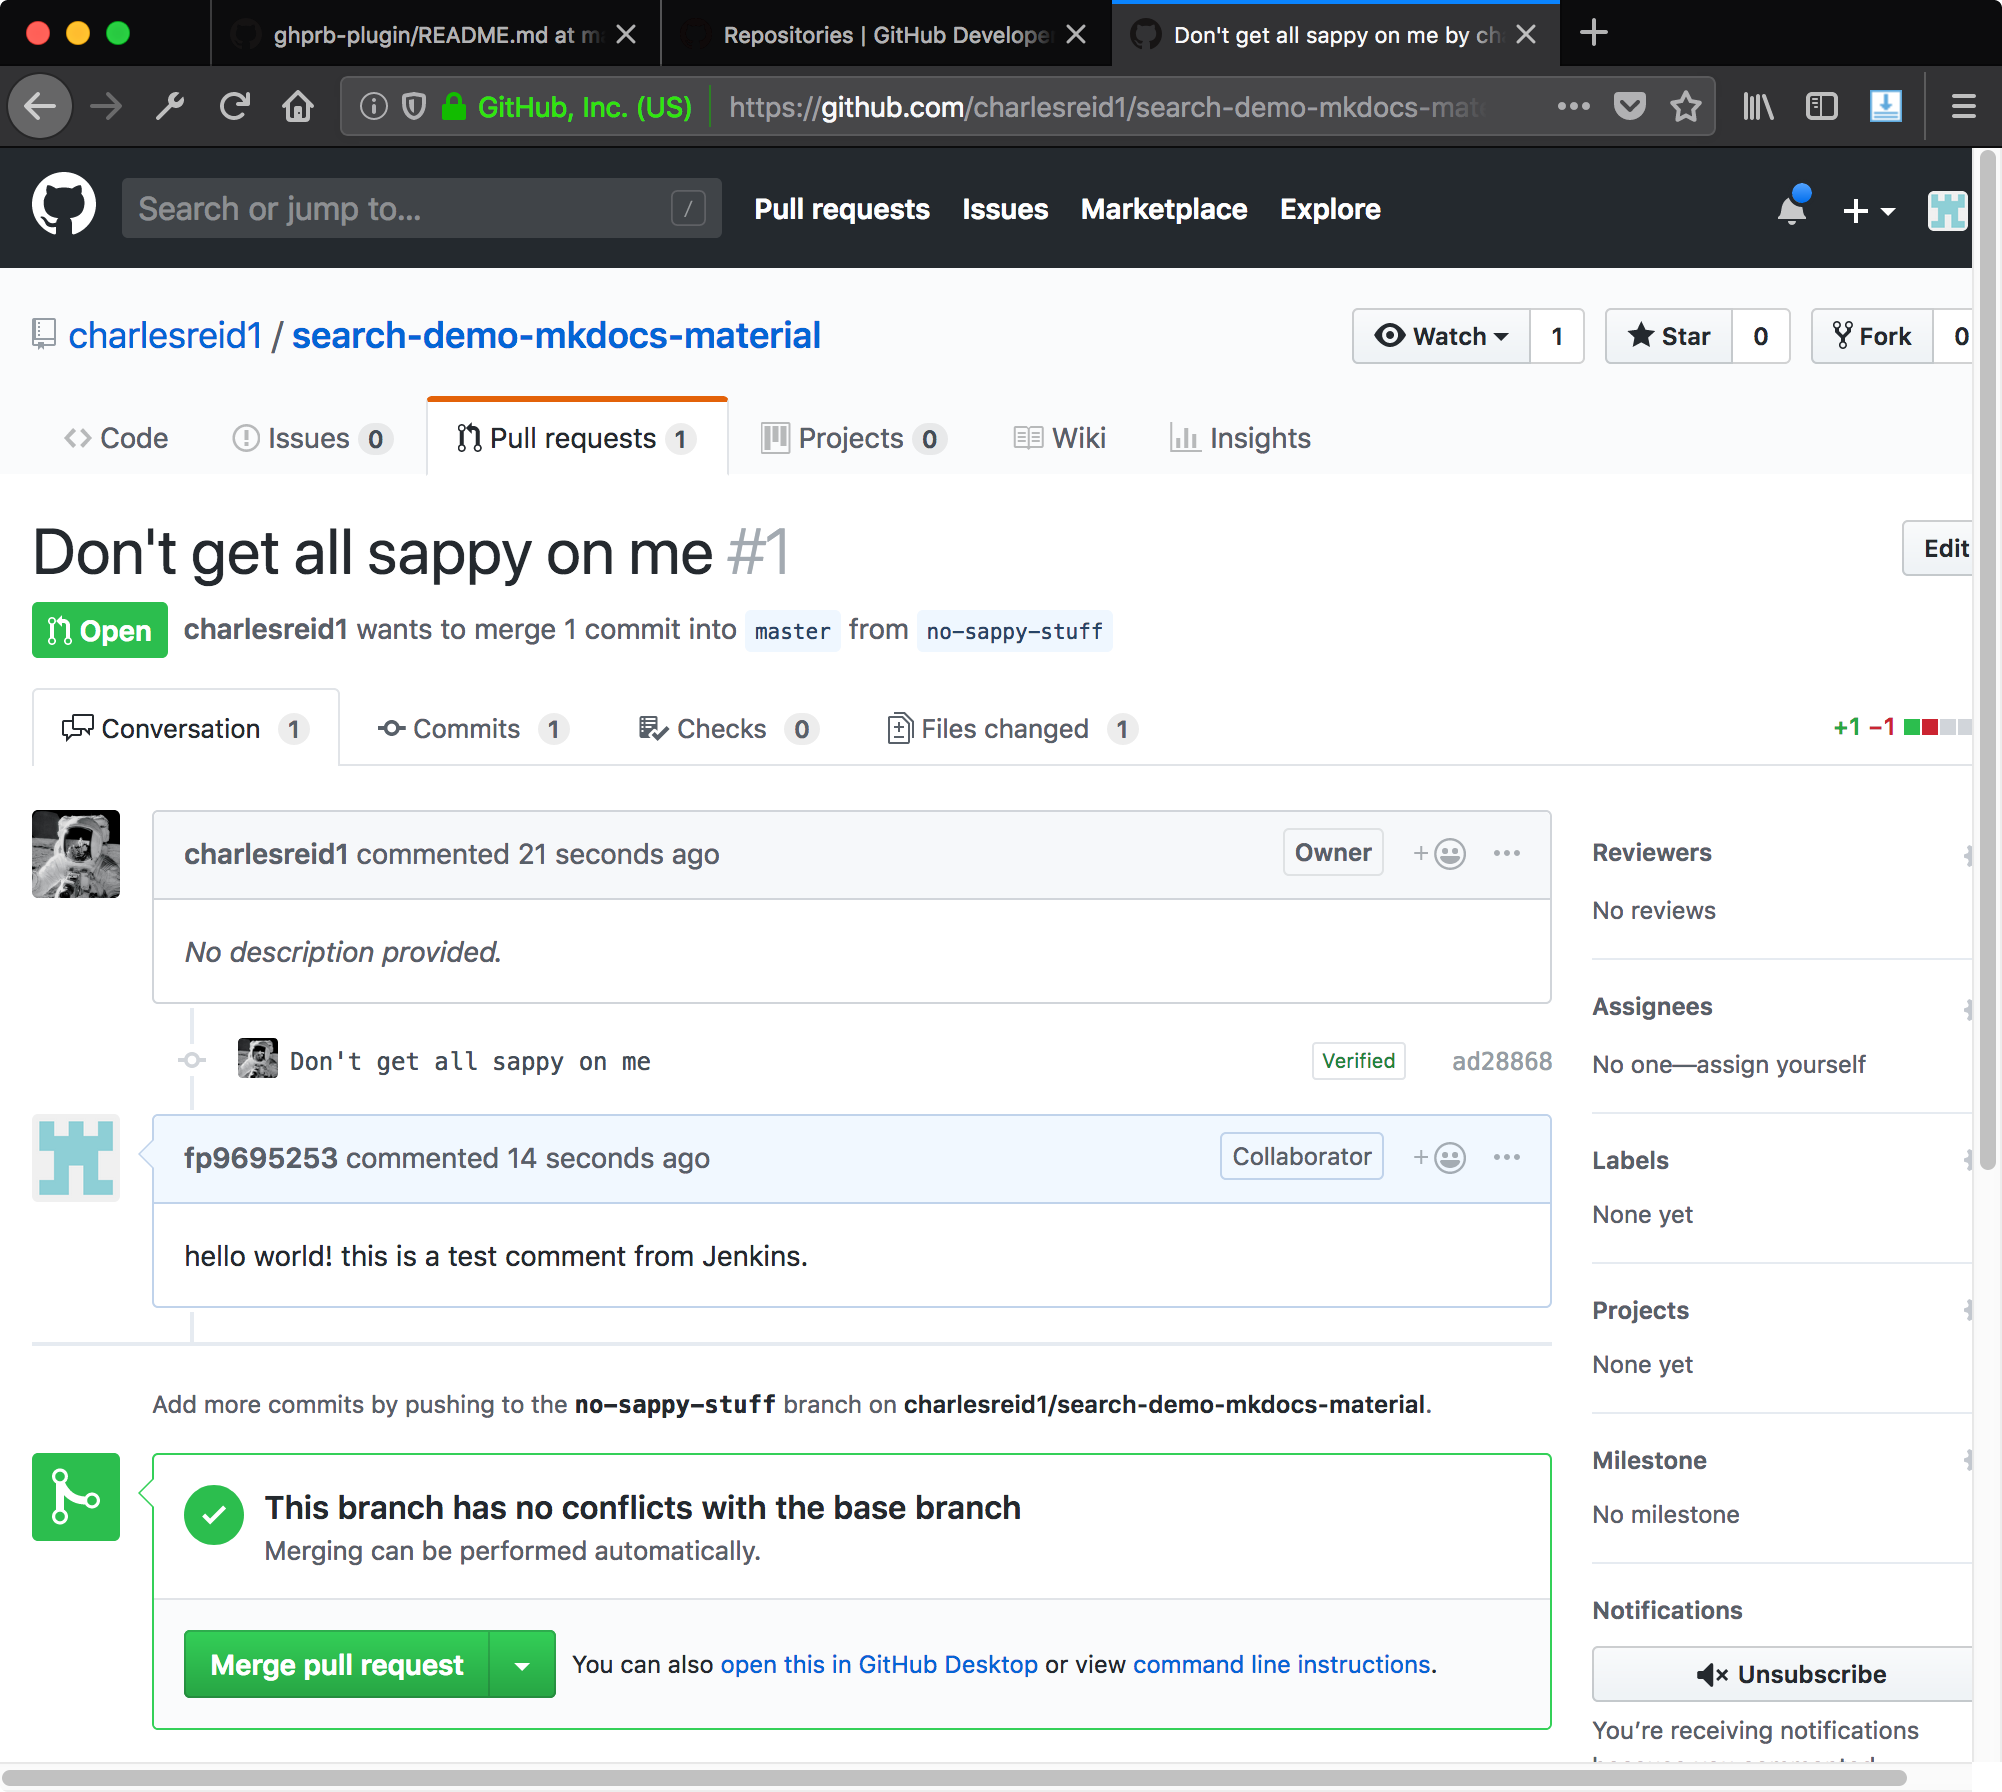 ghprb-plugin/README.md at m
Repositories | GitHub Develope
Don't get all sappy on me by ch
GitHub, Inc. (US)
https://github.com/charlesreid1/search-demo-mkdocs-mat
Search or jump to... /
Pull requests Issues Marketplace Explore
charlesreid1 / search-demo-mkdocs-material
Watch 1 Star 0 Fork 0
Code Issues 0 Pull requests 1 Projects 0 Wiki Insights
Don't get all sappy on me #1
Edit
Open charlesreid1 wants to merge 1 commit into master from no-sappy-stuff
Conversation 1 Commits 1 Checks 0 Files changed 1
+1 −1
charlesreid1 commented 21 seconds ago
Owner
No description provided.
Don't get all sappy on me
Verified ad28868
fp9695253 commented 14 seconds ago
Collaborator
hello world! this is a test comment from Jenkins.
Add more commits by pushing to the no-sappy-stuff branch on charlesreid1/search-demo-mkdocs-material.
This branch has no conflicts with the base branch
Merging can be performed automatically.
Merge pull request
You can also open this in GitHub Desktop or view command line instructions.
Reviewers
No reviews
Assignees
No one—assign yourself
Labels
None yet
Projects
None yet
Milestone
No milestone
Notifications
Unsubscribe
You’re receiving notifications